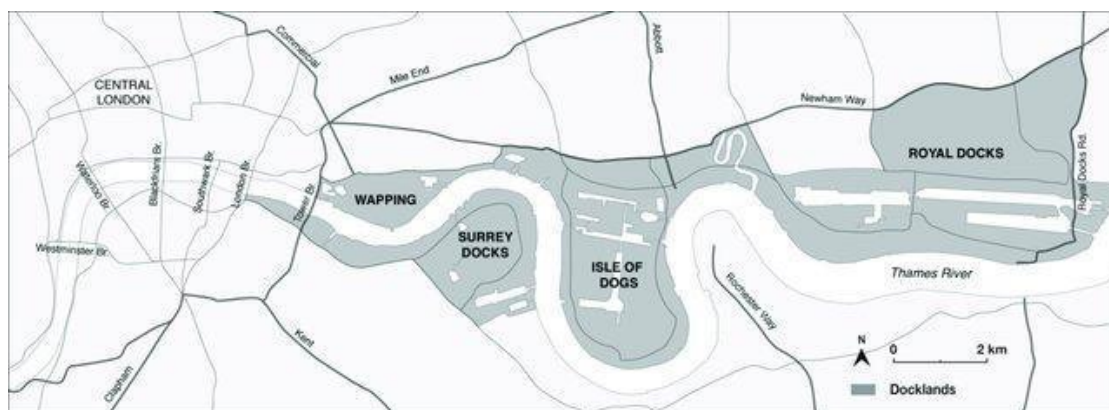 Commercial
Mile End
Abbott
Newham Way
CENTRAL
LONDON
ROYAL DOCKS
Royal Docks Rd.
Waterloo Br.
Blackfriars Br.
Southwark Br.
London Br.
Tower Br.
WAPPING
SURREY
DOCKS
Westminster Br.
ISLE OF
DOGS
Thames River
Rochester Way
Kent
Clapham
N
0 2 km
Docklands